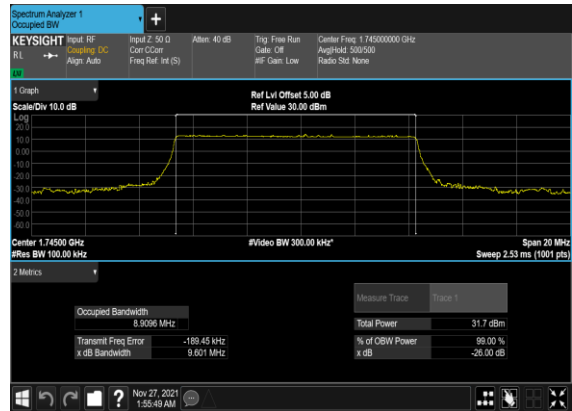 Spectrum Analyzer 1
Occupied BW
+
KEYSIGHT Input: RF Input Z: 50 Ω Atten: 40 dB Trig: Free Run Center Freq: 1.745000000 GHz
RL Coupling: DC Corr CCorr Gate: Off Avg|Hold: 500/500
Align: Auto Freq Ref: Int (S) #IF Gain: Low Radio Std: None
1 Graph
Scale/Div 10.0 dB
Ref Lvl Offset 5.00 dB
Ref Value 30.00 dBm
Log
20.0
10.0
0.00
-10.0
-20.0
-30.0
-40.0
-50.0
-60.0
Center 1.74500 GHz #Video BW 300.00 kHz* Span 20 MHz
#Res BW 100.00 kHz Sweep 2.53 ms (1001 pts)
2 Metrics
Measure Trace Trace 1
Occupied Bandwidth
8.9096 MHz
Total Power 31.7 dBm
Transmit Freq Error -189.45 kHz % of OBW Power 99.00 %
x dB Bandwidth 9.601 MHz x dB -26.00 dB
? Nov 27, 2021
1:55:49 AM